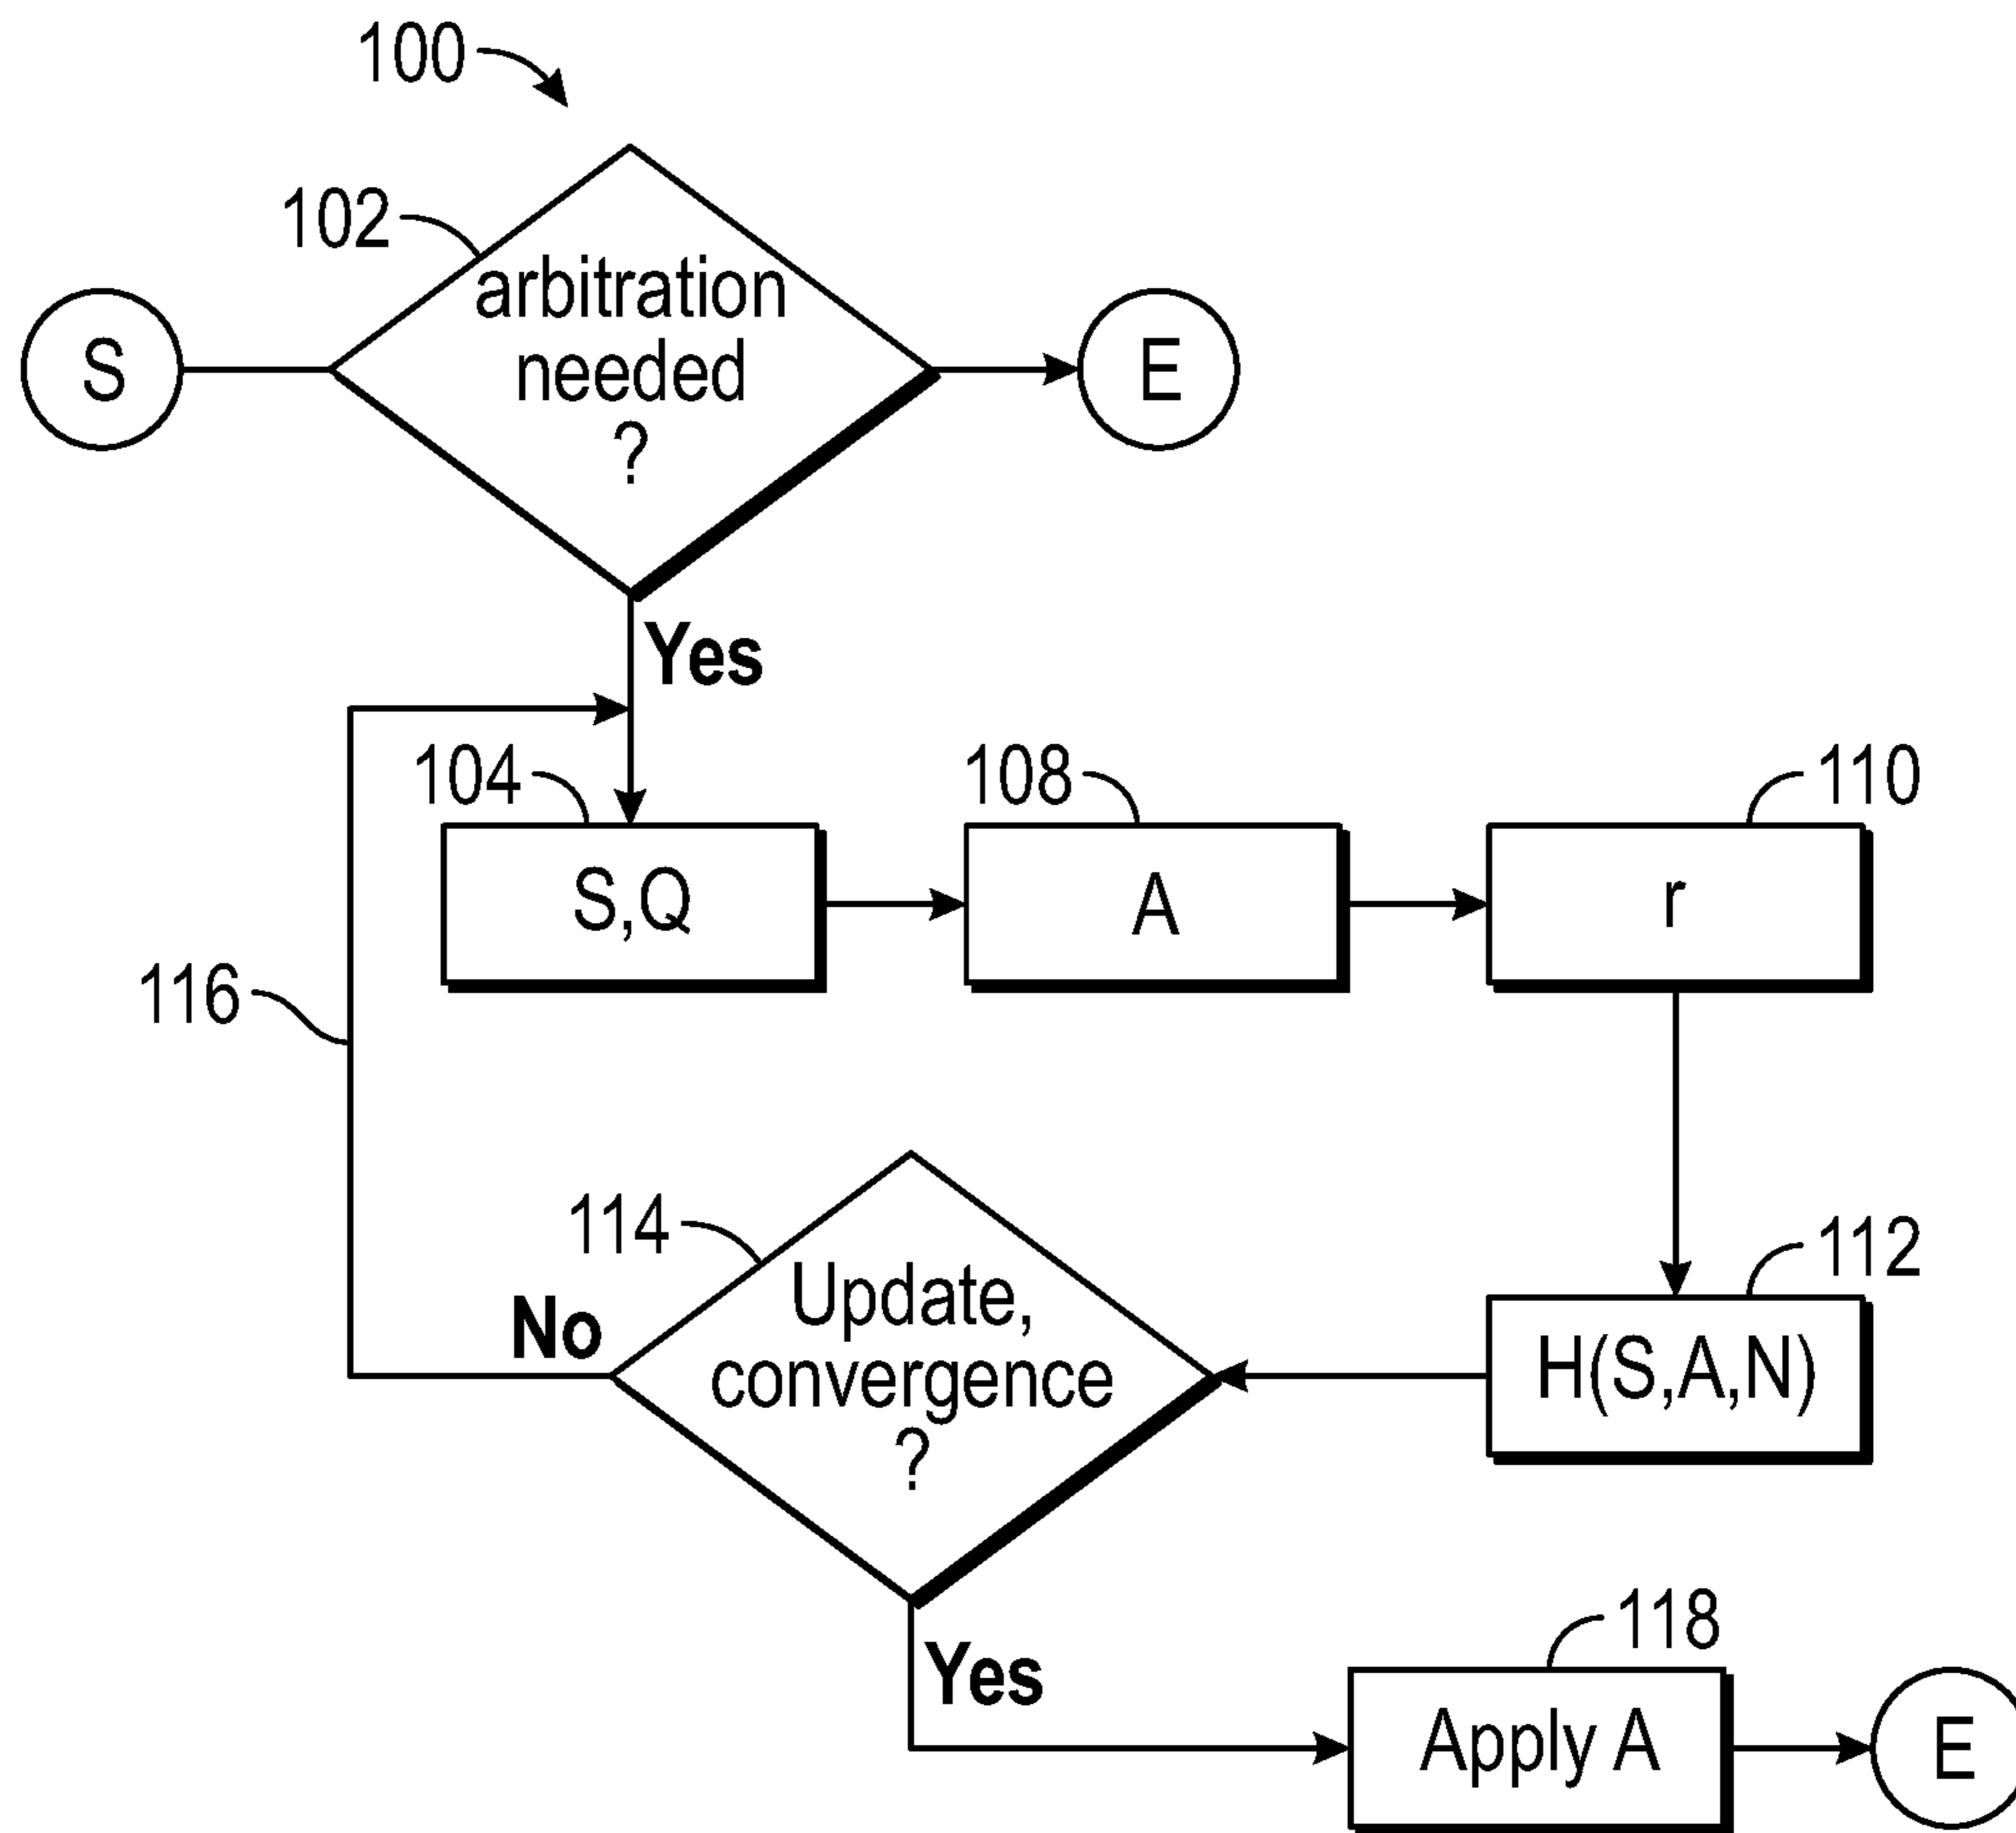 100
102
arbitration
needed
?
S
E
Yes
104
108
110
S,Q
A
r
116
114
112
Update,
convergence
?
No
H(S,A,N)
Yes
118
Apply A
E